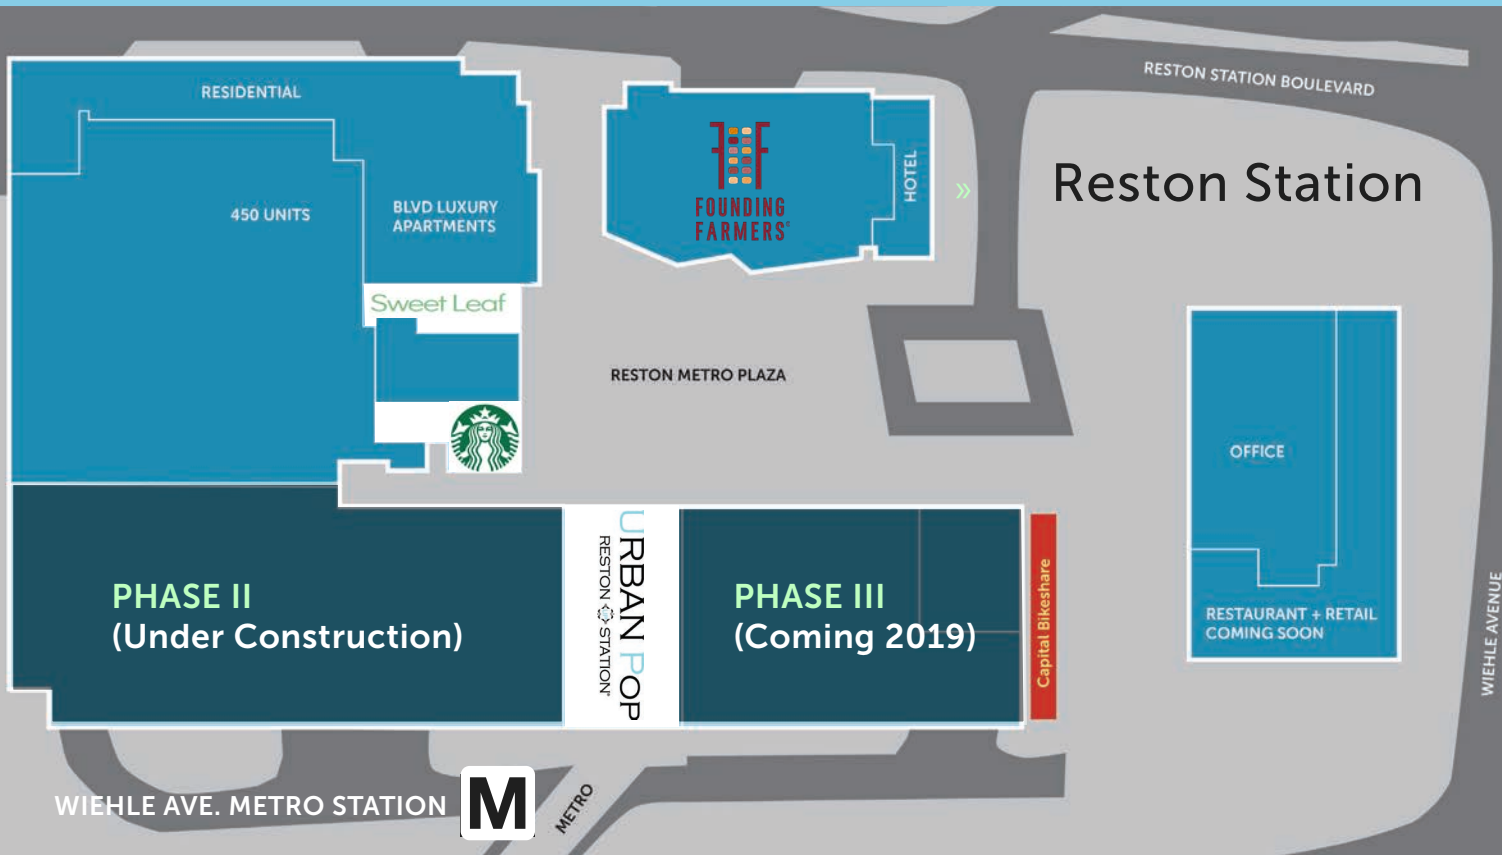 RESIDENTIAL
RESTON STATION BOULEVARD
450 UNITS
BLVD LUXURY
APARTMENTS
FOUNDING
FARMERS®
HOTEL
»
Reston Station
Sweet Leaf
RESTON METRO PLAZA
OFFICE
RESTAURANT + RETAIL
COMING SOON
WIEHLE AVENUE
PHASE II
(Under Construction)
URBAN POP
RESTON STATION
PHASE III
(Coming 2019)
Capital Bikeshare
WIEHLE AVE. METRO STATION
M
METRO